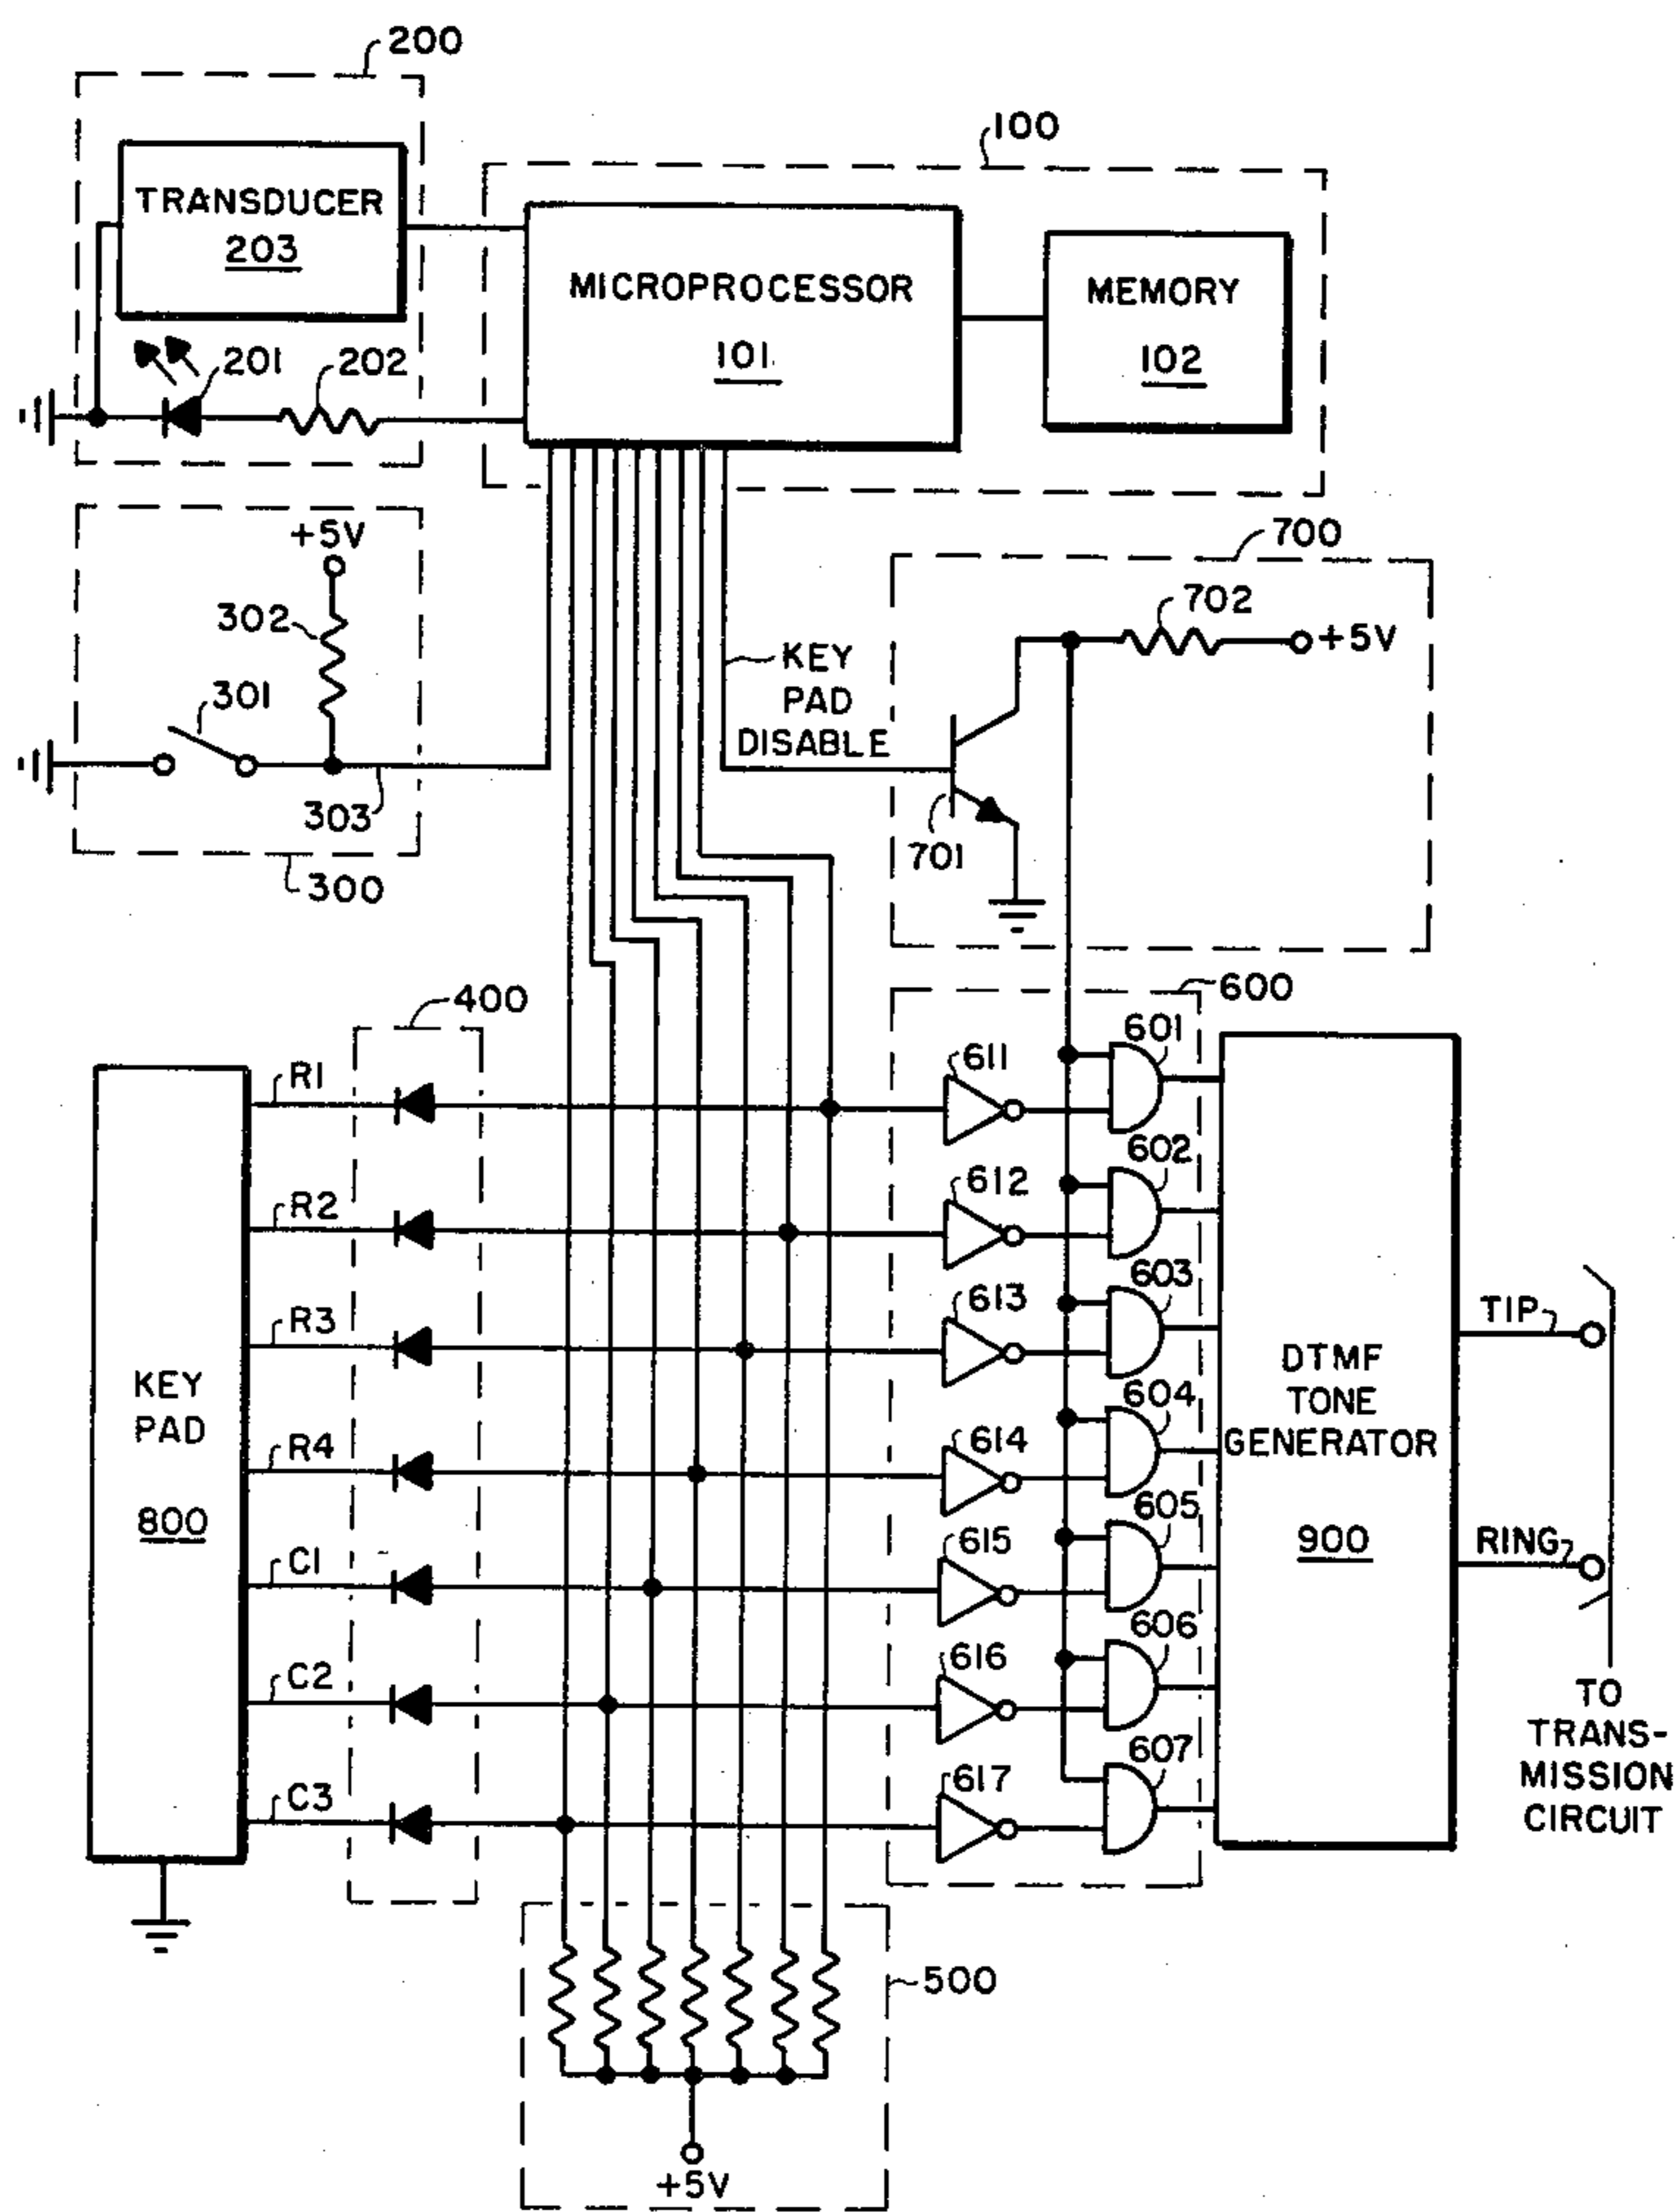 200
100
TRANSDUCER
203
MICROPROCESSOR
101
MEMORY
102
201
202
+5V
302
301
303
300
700
702
+5V
KEY
PAD
DISABLE
701
400
600
R1
611
601
R2
612
602
R3
613
603
R4
614
604
C1
615
605
C2
616
606
C3
617
607
KEY
PAD
800
DTMF
TONE
GENERATOR
900
TIP
RING
TO
TRANS-
MISSION
CIRCUIT
500
+5V